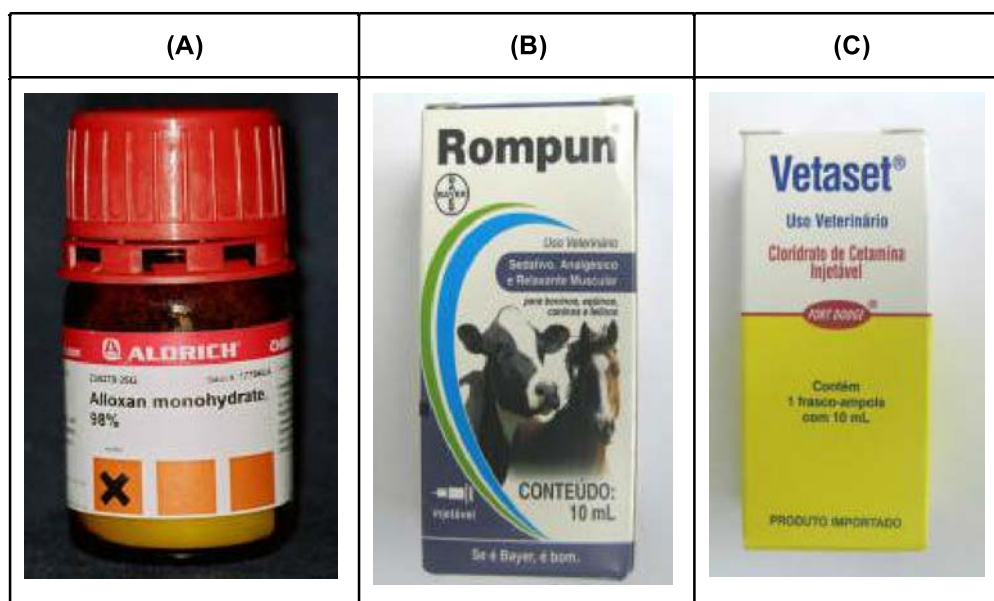 (A)
(B)
(C)
ALDRICH
Alloxan monohydrate,
98%
Rompun®
BAYER
Uso Veterinário
Sedativo, Analgésico
e Relaxante Muscular
para bovinos, eqüinos,
caninos e felinos
CONTEÚDO:
10 mL
injetável
Se é Bayer, é bom.
Vetaset®
Uso Veterinário
Cloridrato de Cetamina
Injetável
FORT DODGE®
Contém
1 frasco-ampola
com 10 mL
PRODUTO IMPORTADO